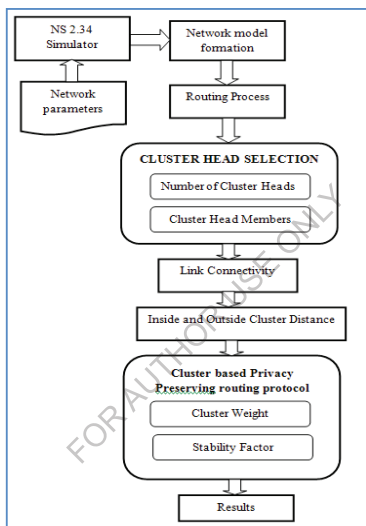 NS 2.34
Simulator
Network model
formation
Network
parameters
Routing Process
CLUSTER HEAD SELECTION
Number of Cluster Heads
Cluster Head Members
Link Connectivity
Inside and Outside Cluster Distance
Cluster based Privacy
Preserving routing protocol
Cluster Weight
Stability Factor
Results
FOR AUTHOR USE ONLY